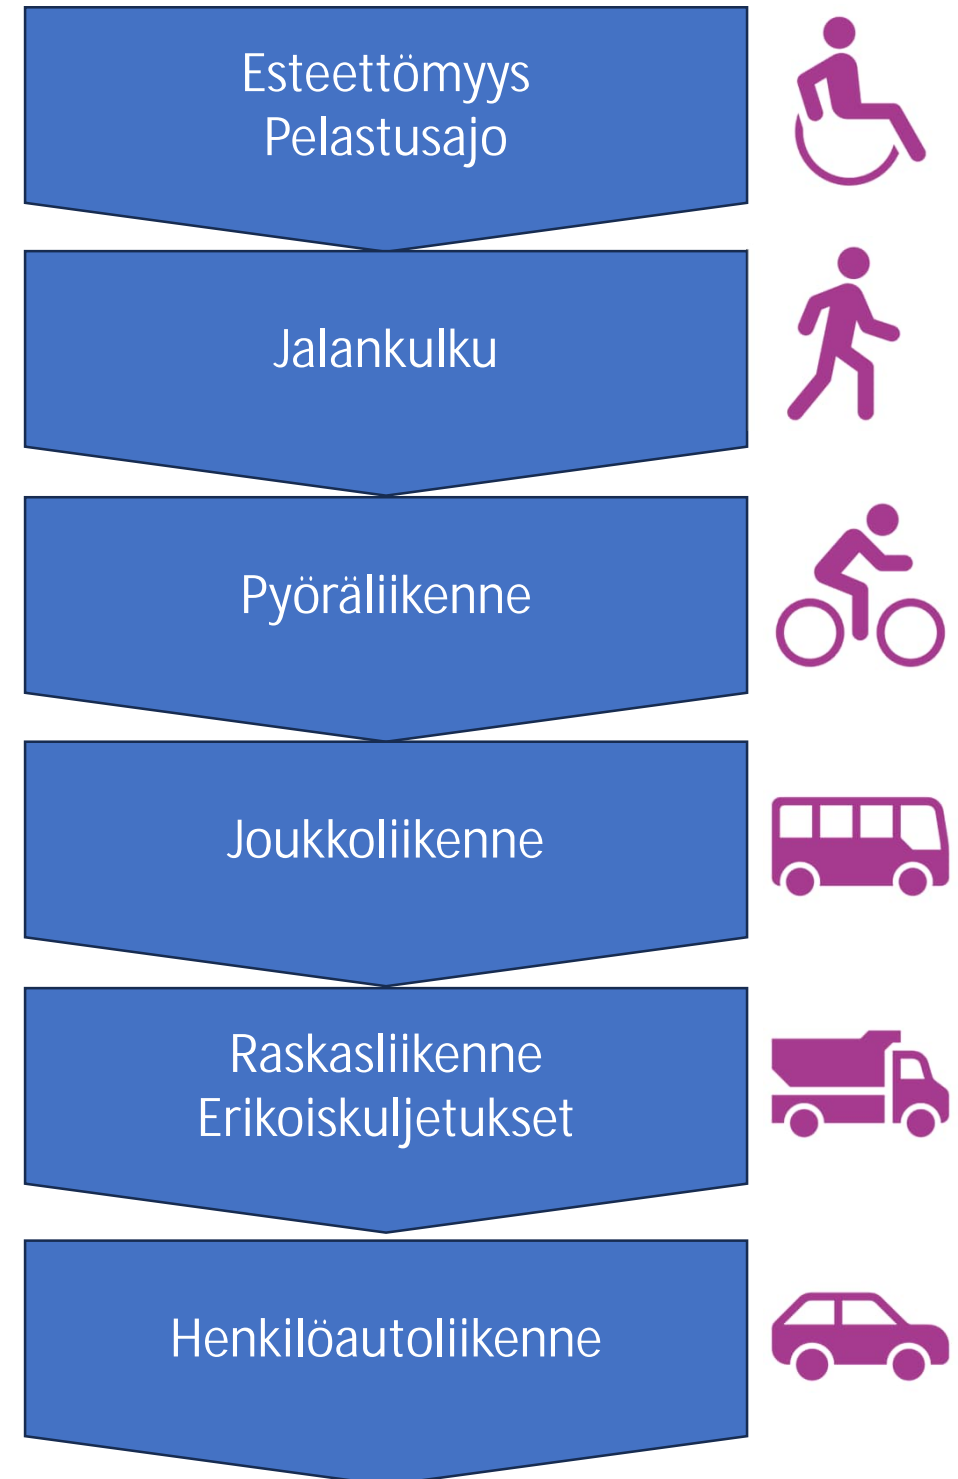 Esteettömyys
Pelastusajo
Jalankulku
Pyöräliikenne
Joukkoliikenne
Raskasliikenne
Erikoiskuljetukset
Henkilöautoliikenne